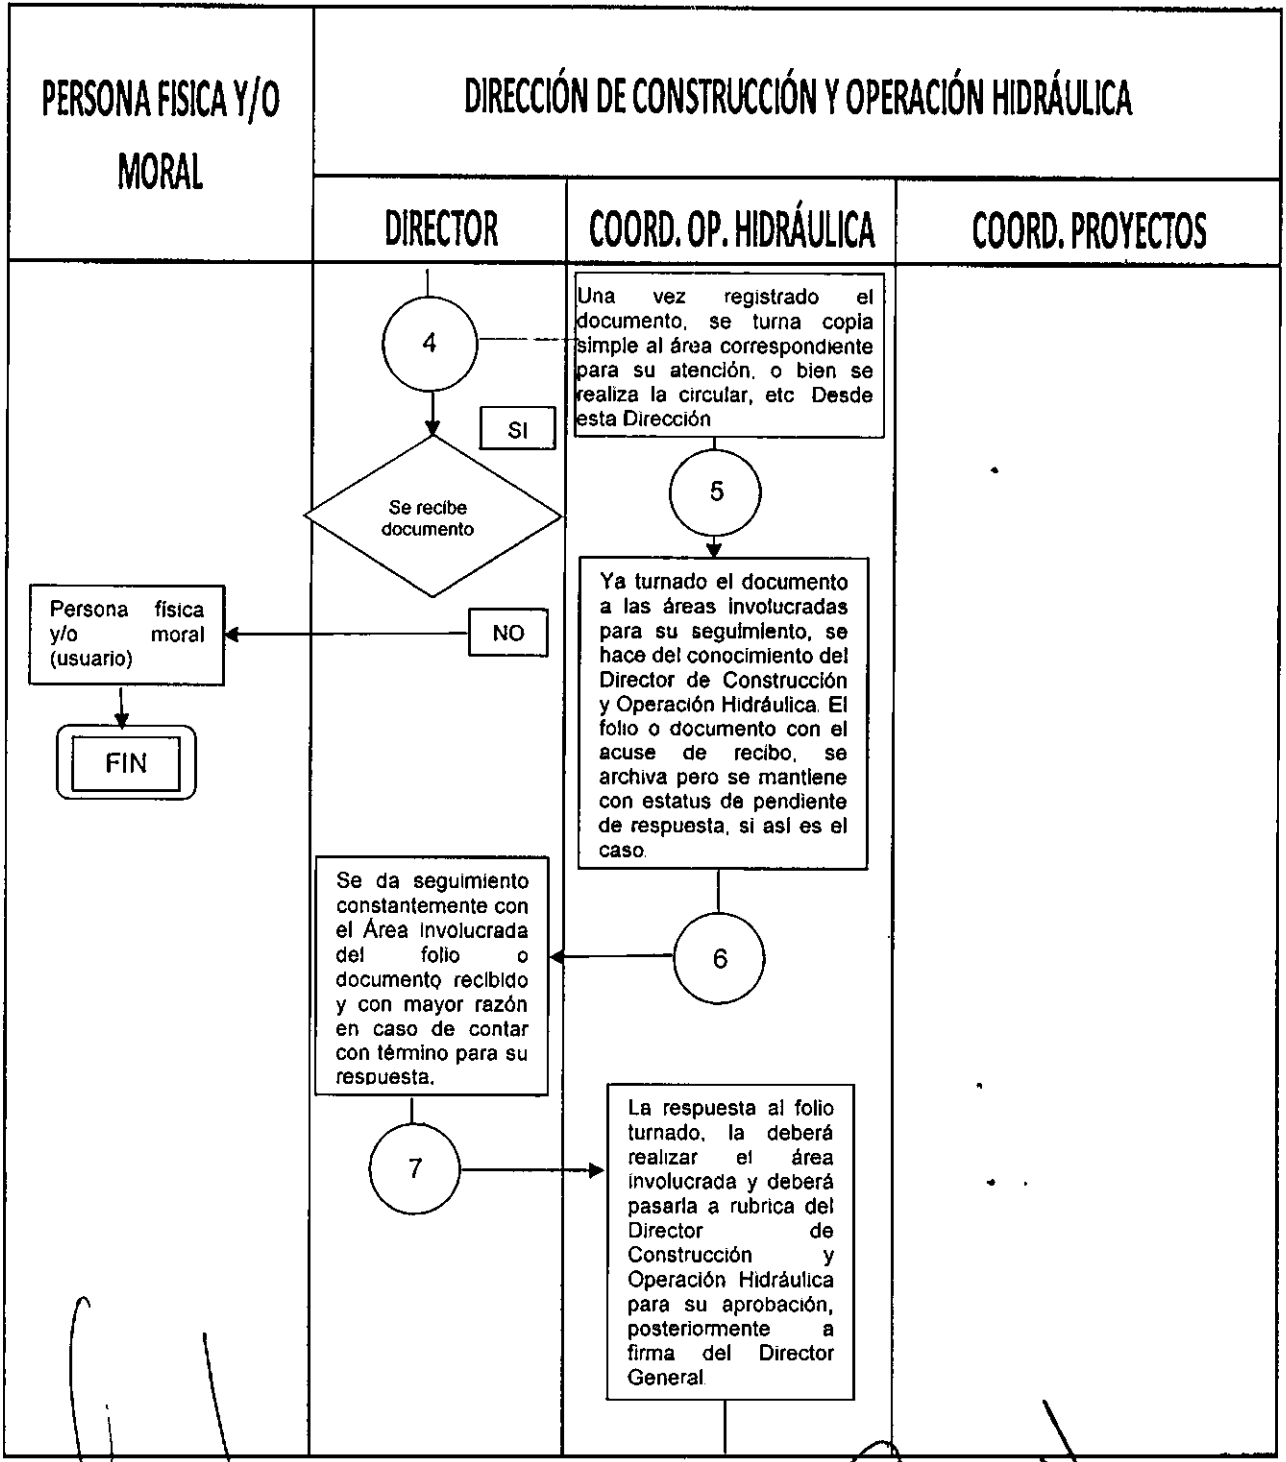 PERSONA FISICA Y/O
MORAL
DIRECCIÓN DE CONSTRUCCIÓN Y OPERACIÓN HIDRÁULICA
DIRECTOR
COORD. OP. HIDRÁULICA
COORD. PROYECTOS
4
Una vez registrado el
documento, se turna copia
simple al área correspondiente
para su atención, o bien se
realiza la circular, etc Desde
esta Dirección
SI
5
Se recibe
documento
Ya turnado el documento
a las áreas involucradas
para su seguimiento, se
hace del conocimiento del
Director de Construcción
y Operación Hidráulica. El
folio o documento con el
acuse de recibo, se
archiva pero se mantiene
con estatus de pendiente
de respuesta, si así es el
caso.
Persona física
y/o moral
(usuario)
NO
FIN
Se da seguimiento
constantemente con
el Área involucrada
del folio o
documento recibido
y con mayor razón
en caso de contar
con término para su
respuesta.
6
7
La respuesta al folio
turnado, la deberá
realizar el área
involucrada y deberá
pasarla a rubrica del
Director de
Construcción y
Operación Hidráulica
para su aprobación,
posteriormente a
firma del Director
General.